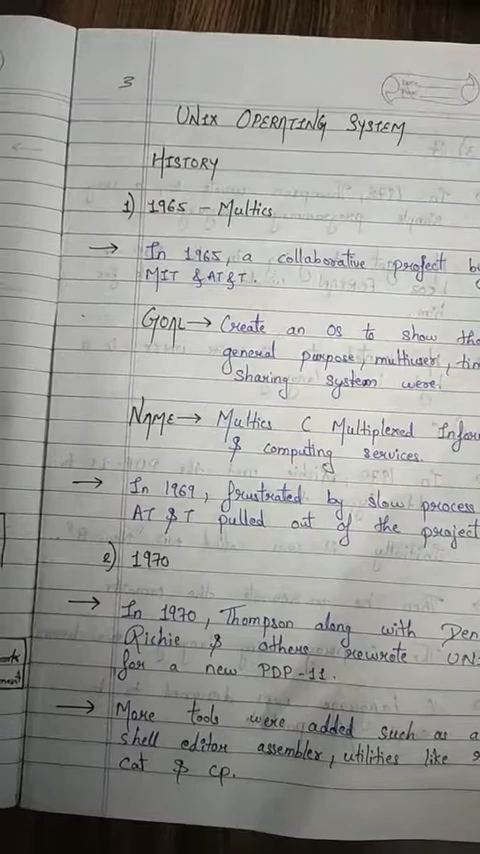 3
UNIX OPERATING SYSTEM
HISTORY
1) 1965 - Multics
→ In 1965, a collaborative project b
MIT & AT&T.
GOAL → Create an OS to show tha
general purpose, multiuser, tim
sharing system were
NAME → Multics ( Multiplexed Infor
& computing services.
→ In 1969, frustrated by slow process
AT & T pulled out of the project
2) 1970
→ In 1970, Thompson along with Den
Richie & others rewrote UN
for a new PDP-11.
→ More tools were added such as a
shell editor assembler, utilities like
cat & cp.